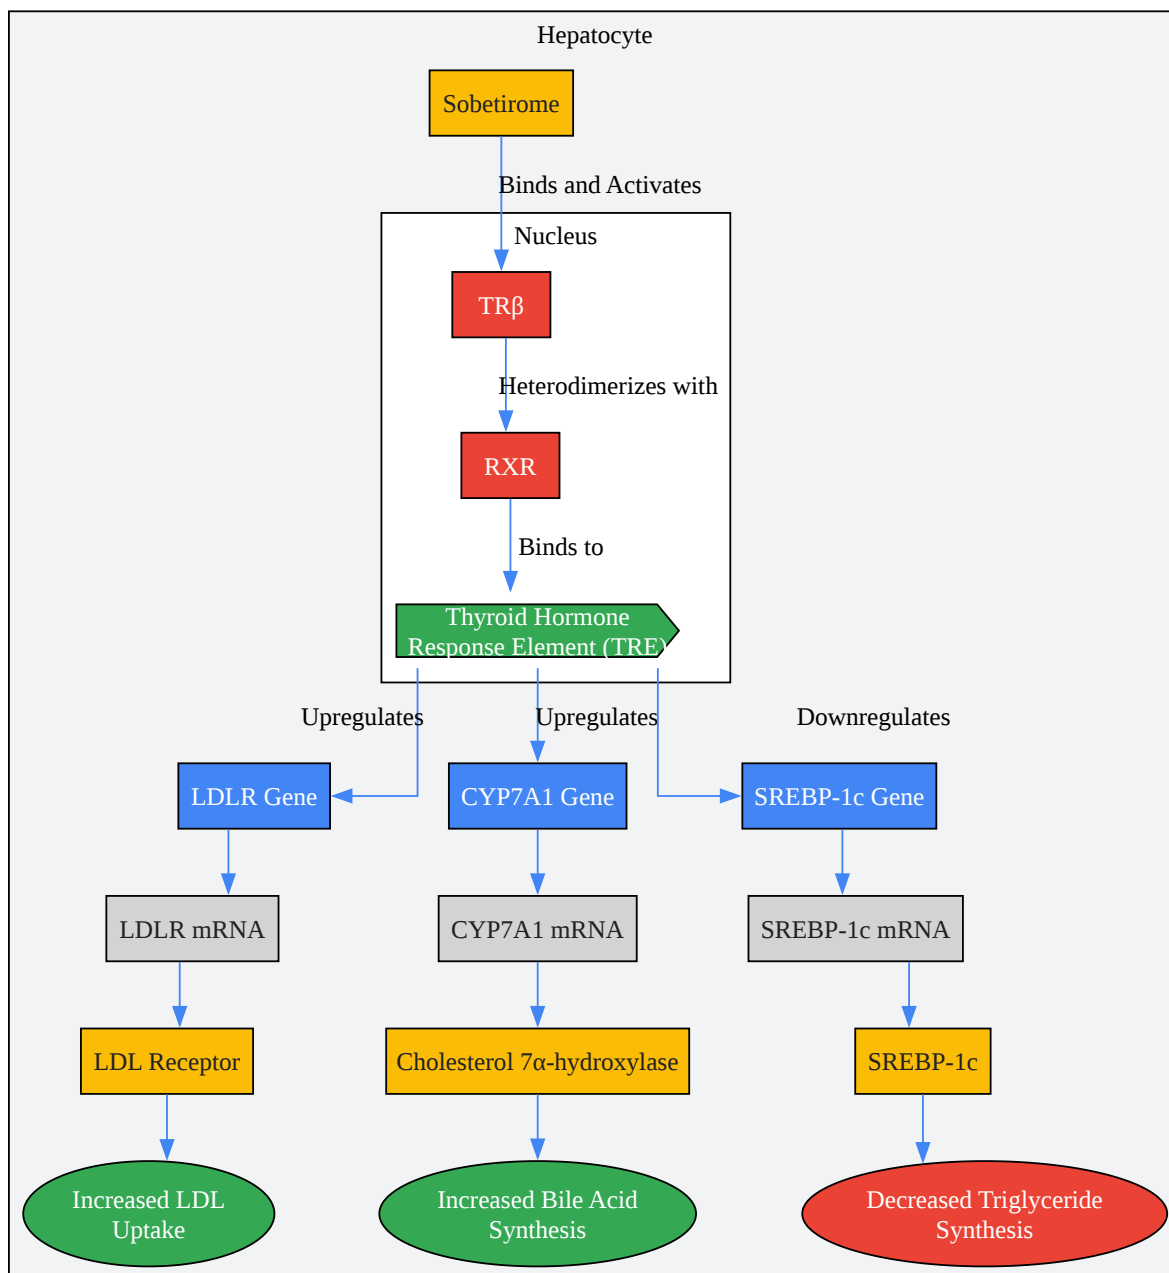 Hepatocyte
Sobetirome
Binds and Activates
Nucleus
TRβ
Heterodimerizes with
RXR
Binds to
Thyroid Hormone
Response Element (TRE)
Upregulates
Upregulates
Downregulates
LDLR Gene
CYP7A1 Gene
SREBP-1c Gene
LDLR mRNA
CYP7A1 mRNA
SREBP-1c mRNA
LDL Receptor
Cholesterol 7α-hydroxylase
SREBP-1c
Increased LDL
Uptake
Increased Bile Acid
Synthesis
Decreased Triglyceride
Synthesis